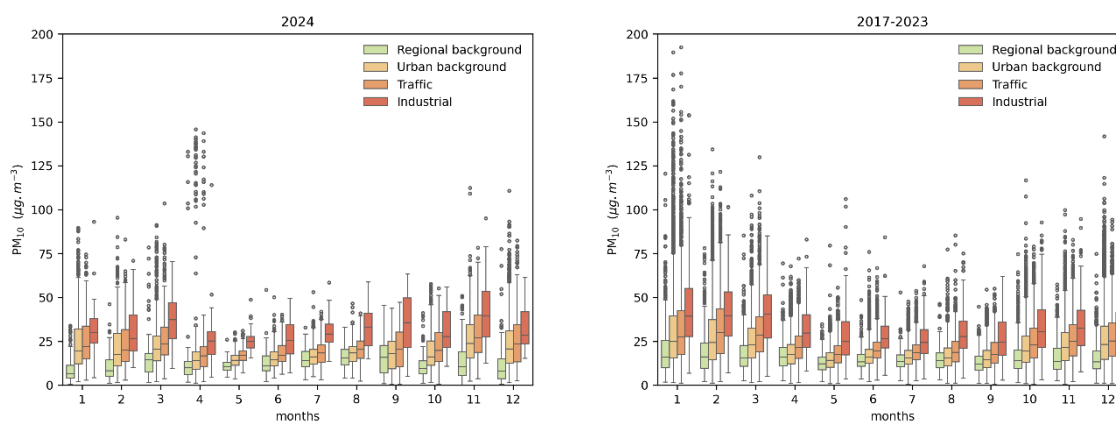 2024
200
175
150
125
100
75
50
25
0
PM₁₀ (μg.m⁻³)
Regional background
Urban background
Traffic
Industrial
1 2 3 4 5 6 7 8 9 10 11 12
months
2017-2023
200
175
150
125
100
75
50
25
0
PM₁₀ (μg.m⁻³)
Regional background
Urban background
Traffic
Industrial
1 2 3 4 5 6 7 8 9 10 11 12
months